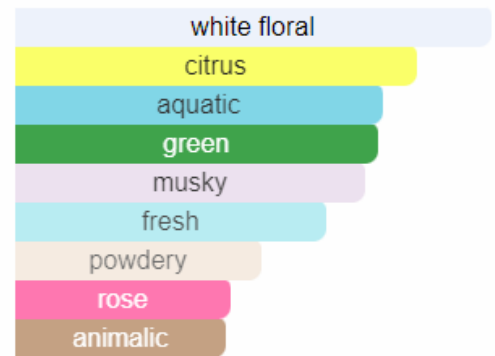 white floral
citrus
aquatic
green
musky
fresh
powdery
rose
animalic